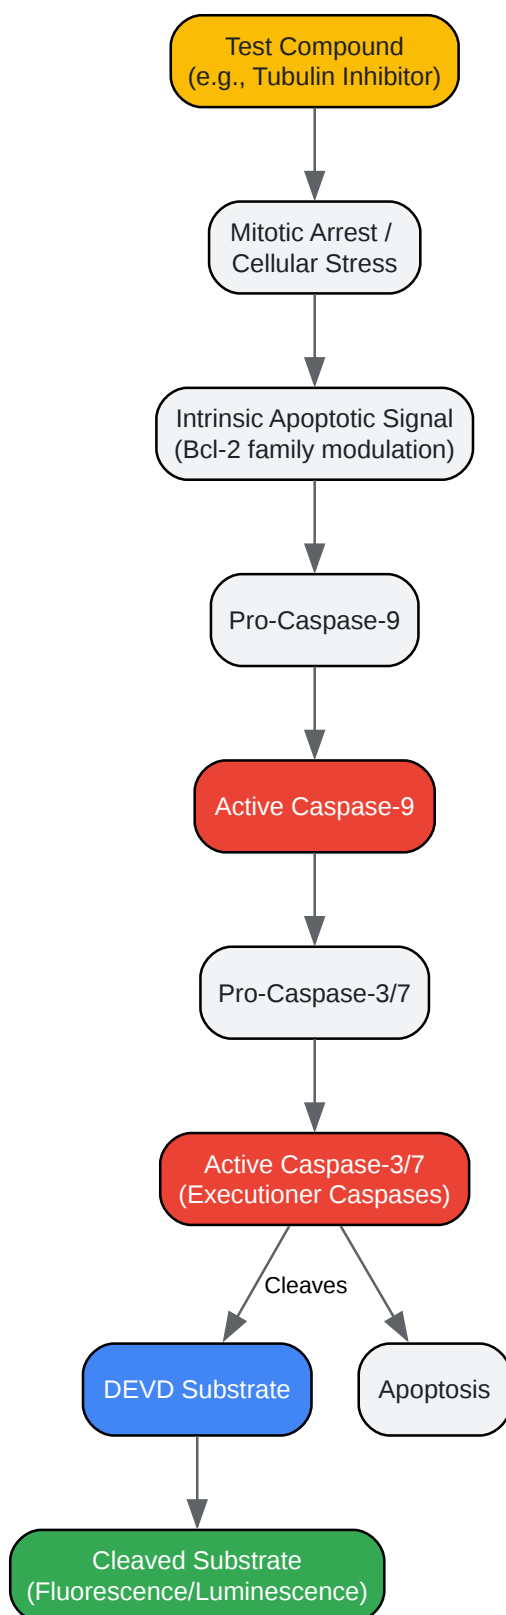 Test Compound
(e.g., Tubulin Inhibitor)
Mitotic Arrest /
Cellular Stress
Intrinsic Apoptotic Signal
(Bcl-2 family modulation)
Pro-Caspase-9
Active Caspase-9
Pro-Caspase-3/7
Active Caspase-3/7
(Executioner Caspases)
Cleaves
DEVD Substrate
Apoptosis
Cleaved Substrate
(Fluorescence/Luminescence)